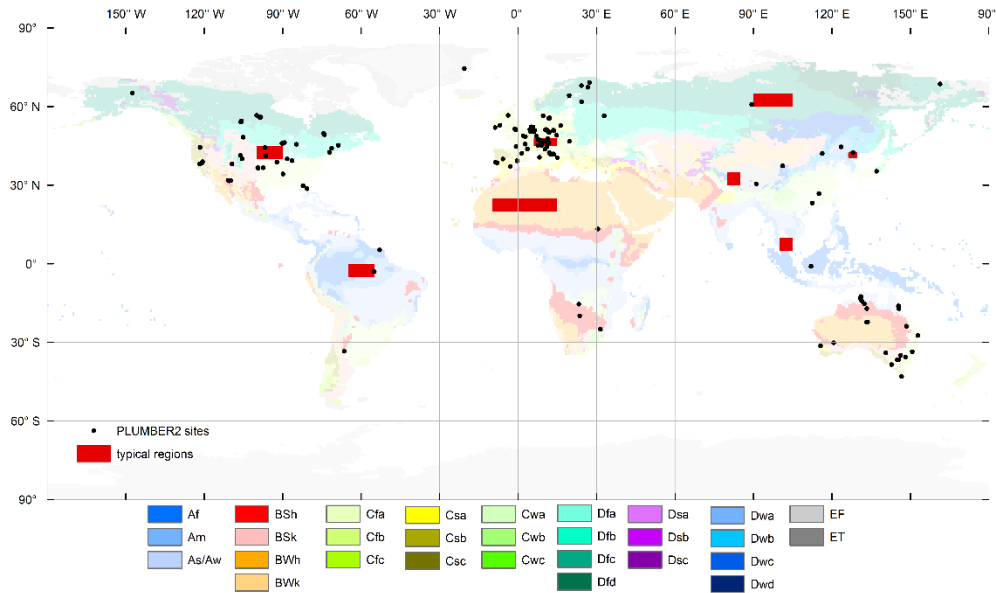 150° W 120° W 90° W 60° W 30° W 0° 30° E 60° E 90° E 120° E 150° E 90°
90°
60° N
30° N
0°
30° S
60° S
90°
PLUMBER2 sites
typical regions
Af BSh Cfa Csa Cwa Dfa Dsa Dwa EF
Am BSk Cfb Csb Cwb Dfb Dsb Dwb ET
As/Aw BWh Cfc Csc Cwc Dfc Dsc Dwc
BWk Dfd Dwd